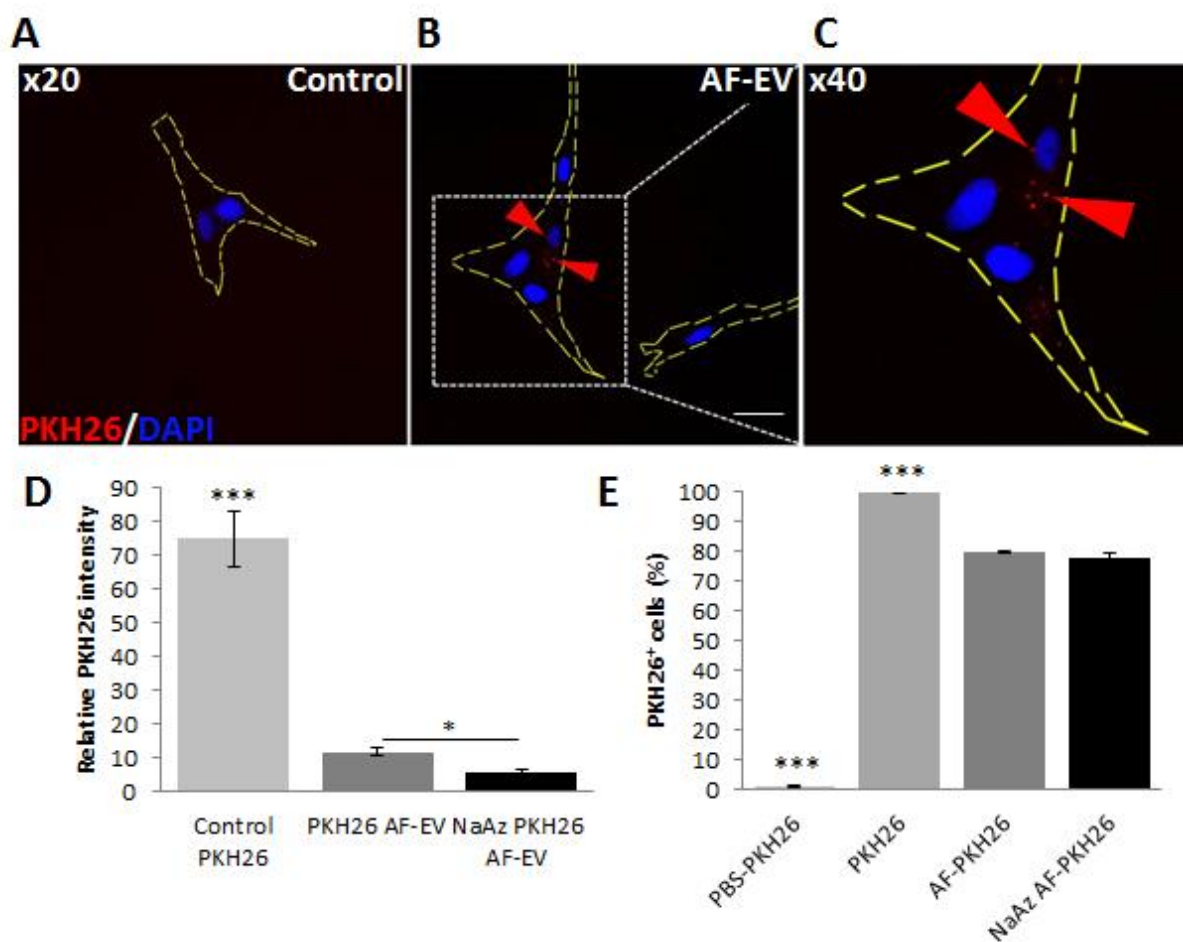 A
B
C
x20
Control
AF-EV
x40
PKH26/DAPI
D
Relative PKH26 intensity
90
80
70
60
50
40
30
20
10
0
***
*
Control
PKH26
PKH26 AF-EV
NaAz PKH26
AF-EV
E
PKH26⁺ cells (%)
100
90
80
70
60
50
40
30
20
10
0
***
***
PBS-PKH26
PKH26
AF-PKH26
NaAz AF-PKH26